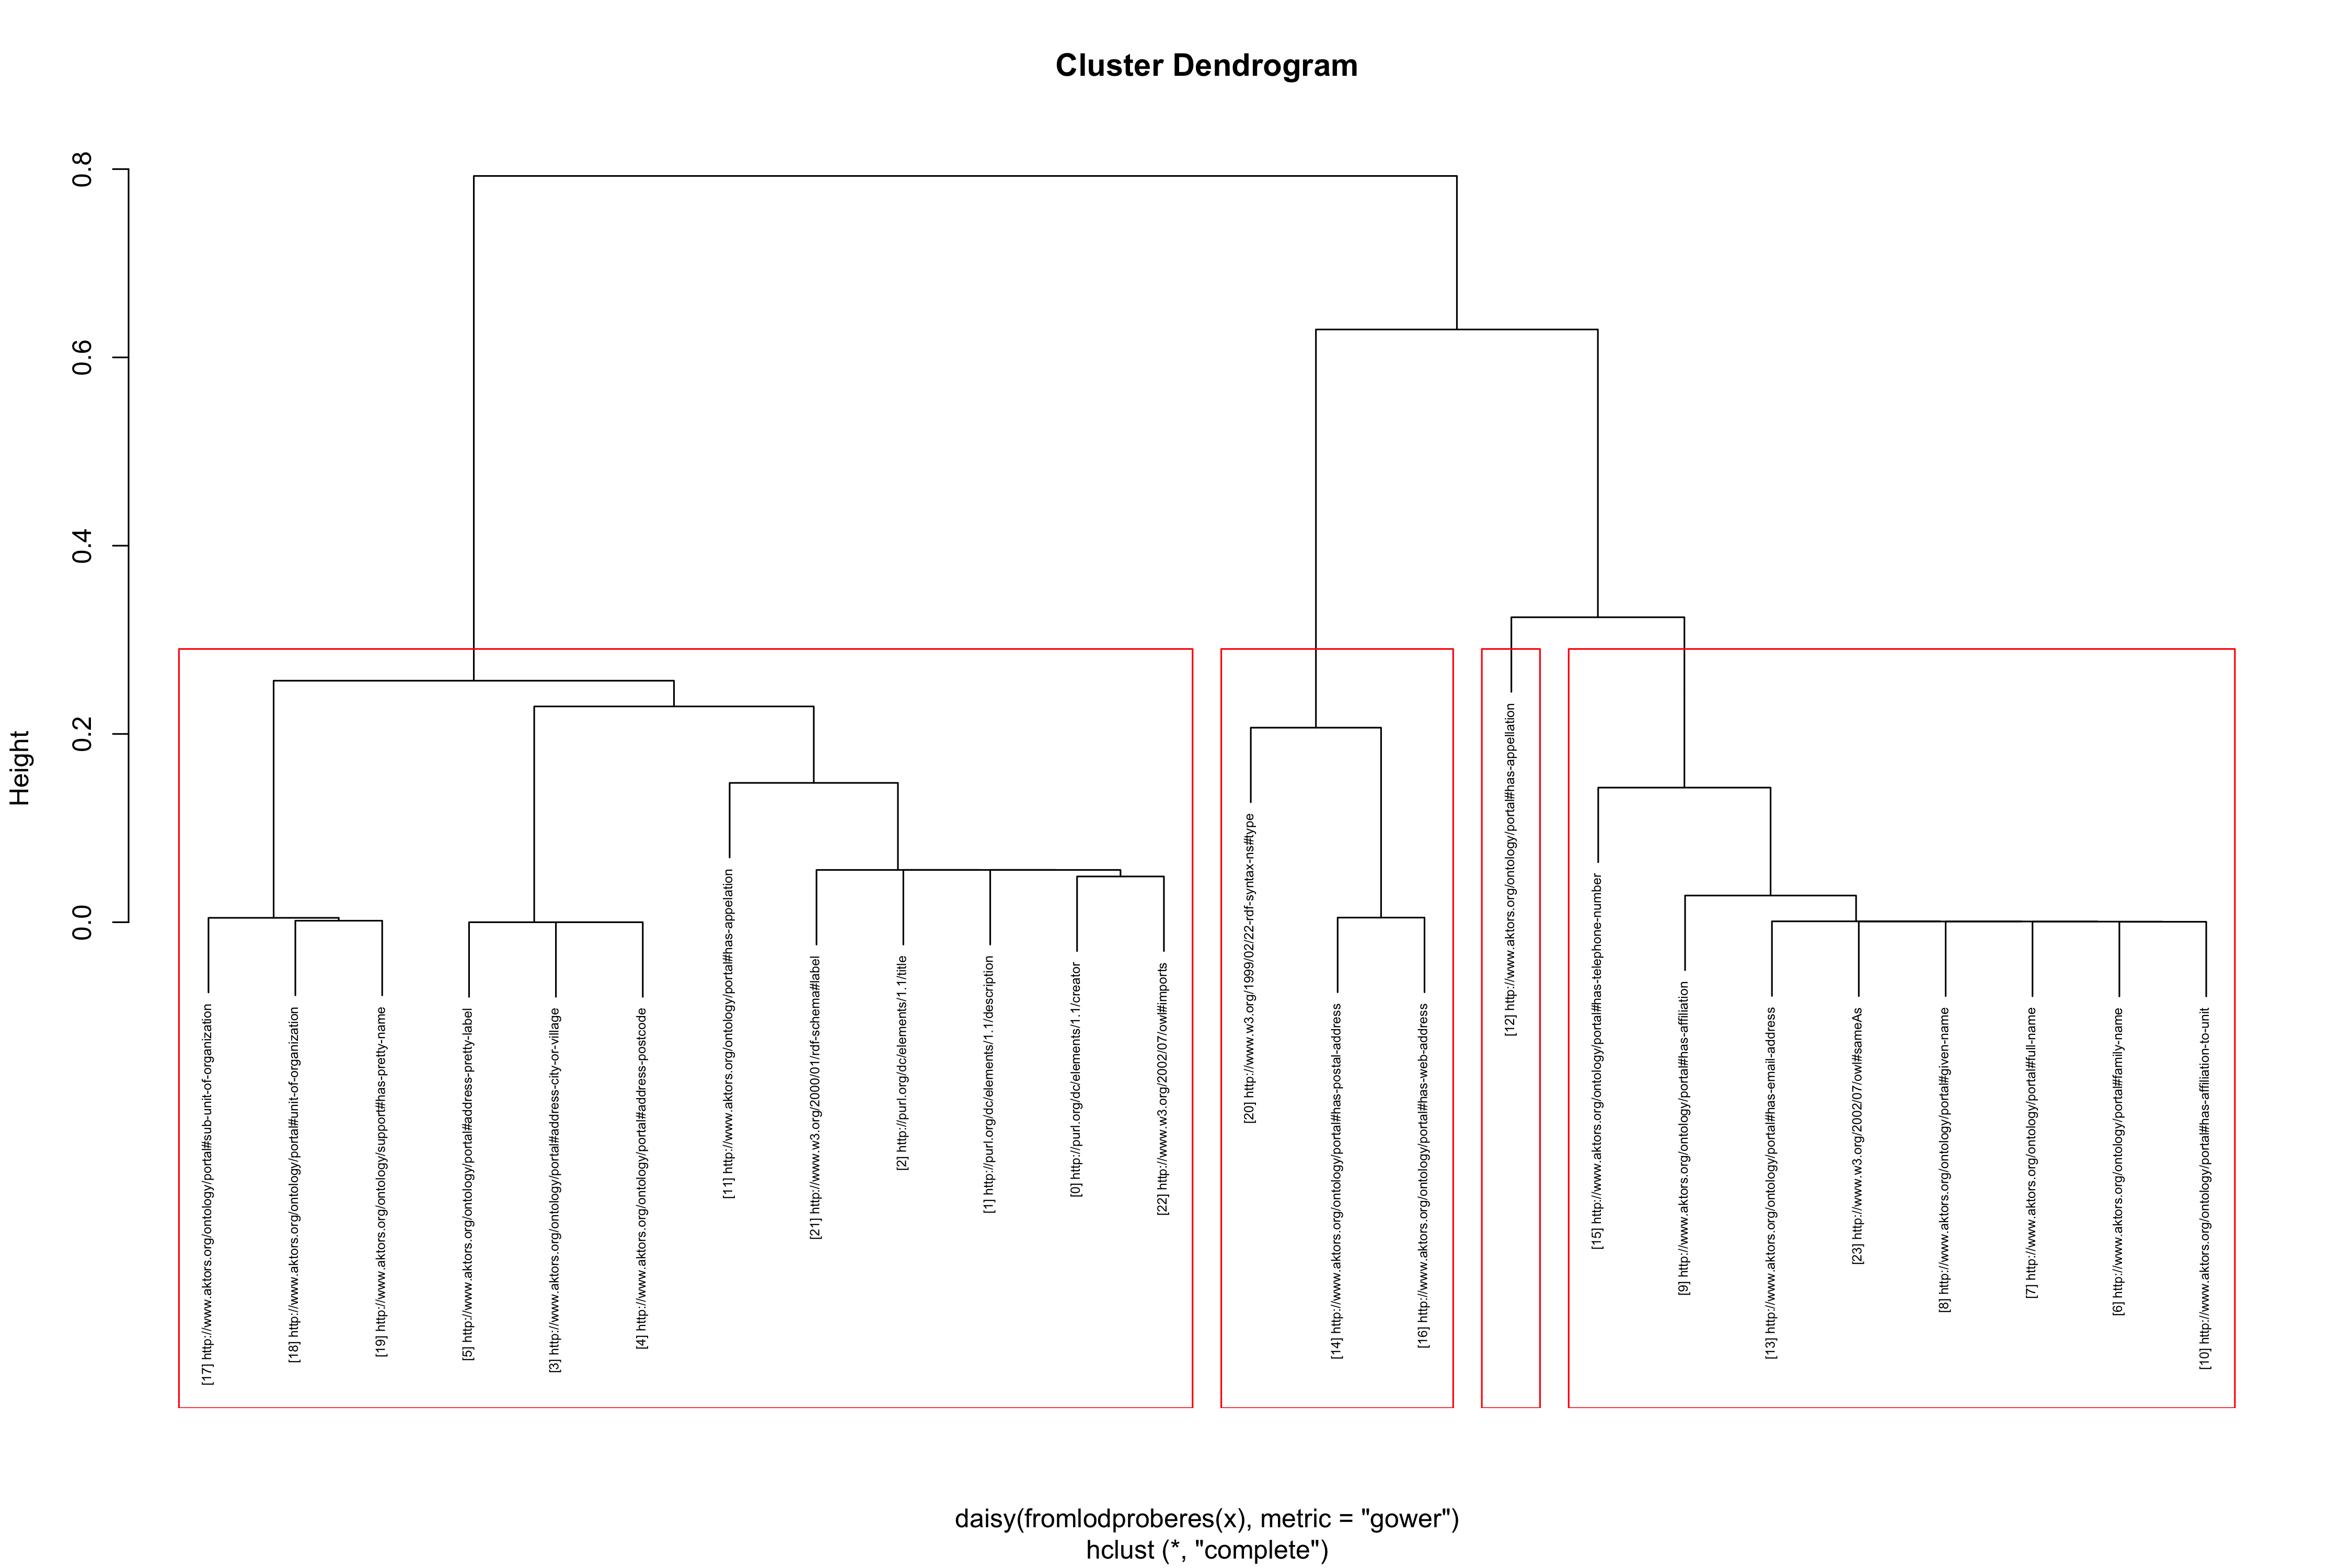 Cluster Dendrogram
Height
0.0
0.2
0.4
0.6
0.8
[17] http://www.aktors.org/ontology/portal#sub-unit-of-organization
[18] http://www.aktors.org/ontology/portal#unit-of-organization
[19] http://www.aktors.org/ontology/support#has-pretty-name
[5] http://www.aktors.org/ontology/portal#address-pretty-label
[3] http://www.aktors.org/ontology/portal#address-city-or-village
[4] http://www.aktors.org/ontology/portal#address-postcode
[11] http://www.aktors.org/ontology/portal#has-appelation
[21] http://www.w3.org/2000/01/rdf-schema#label
[2] http://purl.org/dc/elements/1.1/title
[1] http://purl.org/dc/elements/1.1/description
[0] http://purl.org/dc/elements/1.1/creator
[22] http://www.w3.org/2002/07/owl#imports
[20] http://www.w3.org/1999/02/22-rdf-syntax-ns#type
[14] http://www.aktors.org/ontology/portal#has-postal-address
[16] http://www.aktors.org/ontology/portal#has-web-address
[12] http://www.aktors.org/ontology/portal#has-appellation
[15] http://www.aktors.org/ontology/portal#has-telephone-number
[9] http://www.aktors.org/ontology/portal#has-affiliation
[13] http://www.aktors.org/ontology/portal#has-email-address
[23] http://www.w3.org/2002/07/owl#sameAs
[8] http://www.aktors.org/ontology/portal#given-name
[7] http://www.aktors.org/ontology/portal#full-name
[6] http://www.aktors.org/ontology/portal#family-name
[10] http://www.aktors.org/ontology/portal#has-affiliation-to-unit
daisy(fromlodproberes(x), metric = "gower")
hclust (*, "complete")